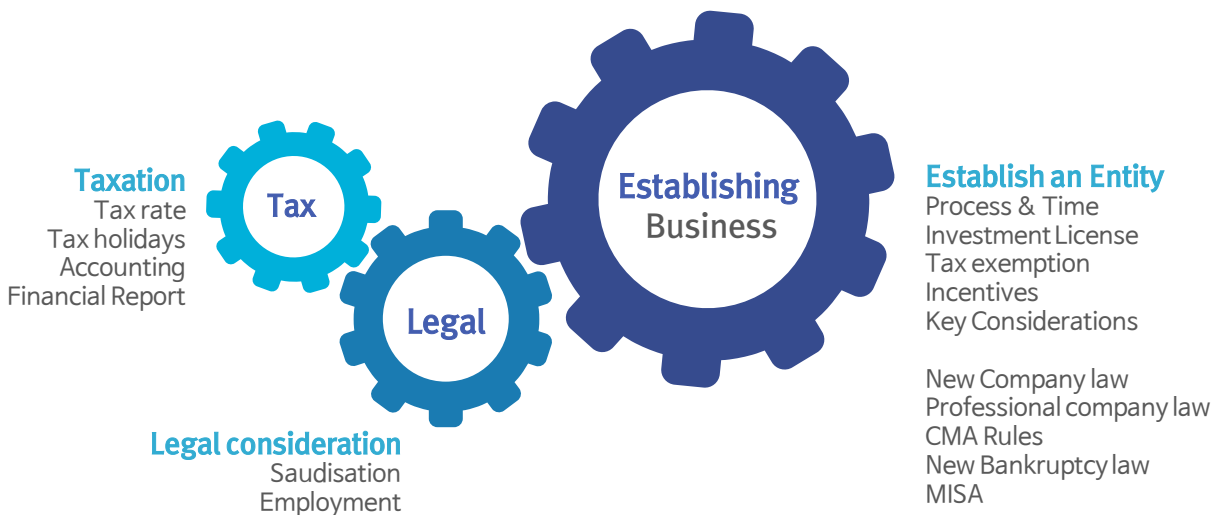 Taxation
Tax rate
Tax holidays
Accounting
Financial Report
Tax
Legal
Legal consideration
Saudisation
Employment
Establishing
Business
Establish an Entity
Process & Time
Investment License
Tax exemption
Incentives
Key Considerations
New Company law
Professional company law
CMA Rules
New Bankruptcy law
MISA